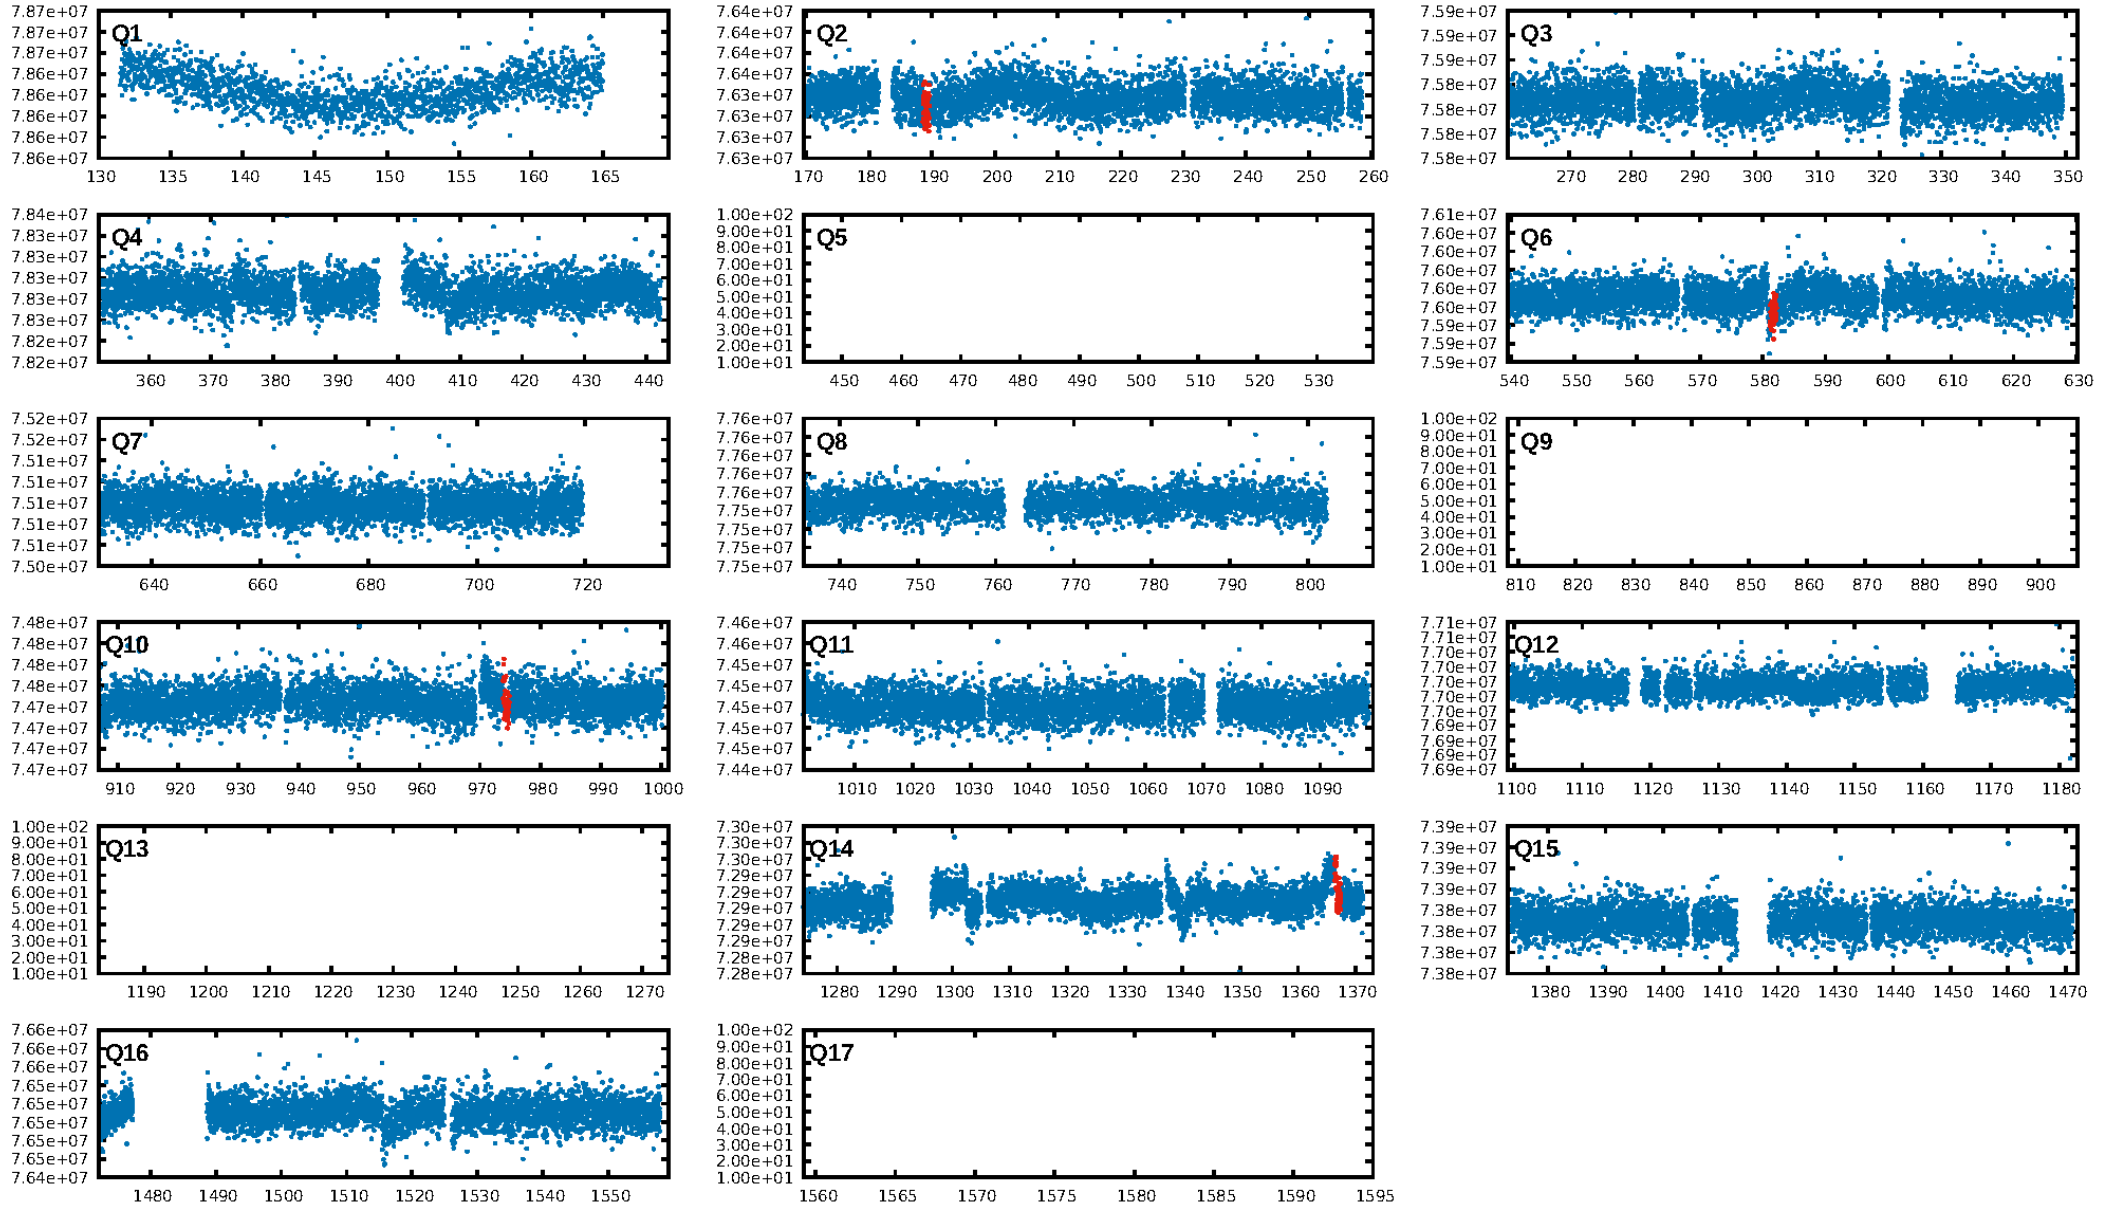 7.87e+07 7.87e+07 7.87e+07 7.86e+07 7.86e+07 7.86e+07 7.86e+07 7.86e+07
Q1
130 135 140 145 150 155 160 165
7.64e+07 7.64e+07 7.64e+07 7.64e+07 7.63e+07 7.63e+07 7.63e+07 7.63e+07
Q2
170 180 190 200 210 220 230 240 250 260
7.59e+07 7.59e+07 7.59e+07 7.58e+07 7.58e+07 7.58e+07 7.58e+07
Q3
270 280 290 300 310 320 330 340 350
7.84e+07 7.83e+07 7.83e+07 7.83e+07 7.83e+07 7.83e+07 7.82e+07 7.82e+07
Q4
360 370 380 390 400 410 420 430 440
1.00e+02 9.00e+01 8.00e+01 7.00e+01 6.00e+01 5.00e+01 4.00e+01 3.00e+01 2.00e+01 1.00e+01
Q5
450 460 470 480 490 500 510 520 530
7.61e+07 7.60e+07 7.60e+07 7.60e+07 7.60e+07 7.59e+07 7.59e+07 7.59e+07
Q6
540 550 560 570 580 590 600 610 620 630
7.52e+07 7.52e+07 7.51e+07 7.51e+07 7.51e+07 7.51e+07 7.51e+07 7.50e+07
Q7
640 660 680 700 720
7.76e+07 7.76e+07 7.76e+07 7.76e+07 7.76e+07 7.75e+07 7.75e+07 7.75e+07 7.75e+07
Q8
740 750 760 770 780 790 800
1.00e+02 9.00e+01 8.00e+01 7.00e+01 6.00e+01 5.00e+01 4.00e+01 3.00e+01 2.00e+01 1.00e+01
Q9
810 820 830 840 850 860 870 880 890 900
7.48e+07 7.48e+07 7.48e+07 7.48e+07 7.47e+07 7.47e+07 7.47e+07 7.47e+07
Q10
910 920 930 940 950 960 970 980 990 1000
7.46e+07 7.46e+07 7.45e+07 7.45e+07 7.45e+07 7.45e+07 7.45e+07 7.44e+07
Q11
1010 1020 1030 1040 1050 1060 1070 1080 1090
7.71e+07 7.71e+07 7.70e+07 7.70e+07 7.70e+07 7.70e+07 7.70e+07 7.69e+07 7.69e+07 7.69e+07 7.69e+07
Q12
1100 1110 1120 1130 1140 1150 1160 1170 1180
1.00e+02 9.00e+01 8.00e+01 7.00e+01 6.00e+01 5.00e+01 4.00e+01 3.00e+01 2.00e+01 1.00e+01
Q13
1190 1200 1210 1220 1230 1240 1250 1260 1270
7.30e+07 7.30e+07 7.30e+07 7.29e+07 7.29e+07 7.29e+07 7.29e+07 7.29e+07 7.28e+07 7.28e+07
Q14
1280 1290 1300 1310 1320 1330 1340 1350 1360 1370
7.39e+07 7.39e+07 7.39e+07 7.39e+07 7.38e+07 7.38e+07 7.38e+07 7.38e+07
Q15
1380 1390 1400 1410 1420 1430 1440 1450 1460 1470
7.66e+07 7.66e+07 7.66e+07 7.65e+07 7.65e+07 7.65e+07 7.65e+07 7.65e+07 7.64e+07
Q16
1480 1490 1500 1510 1520 1530 1540 1550
1.00e+02 9.00e+01 8.00e+01 7.00e+01 6.00e+01 5.00e+01 4.00e+01 3.00e+01 2.00e+01 1.00e+01
Q17
1560 1565 1570 1575 1580 1585 1590 1595